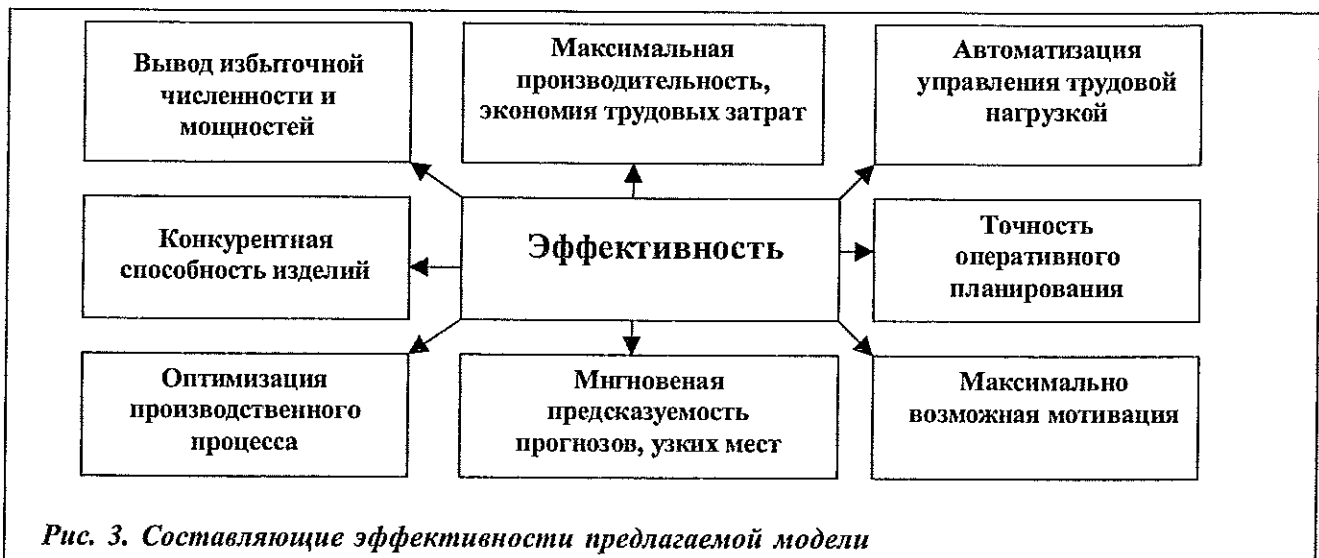 Вывод избыточной
численности и
мощностей
Максимальная
производительность,
экономия трудовых затрат
Автоматизация
управления трудовой
нагрузкой
Конкурентная
способность изделий
Эффективность
Точность
оперативного
планирования
Оптимизация
производственного
процесса
Мнгновеная
предсказуемость
прогнозов, узких мест
Максимально
возможная мотивация
Рис. 3. Составляющие эффективности предлагаемой модели